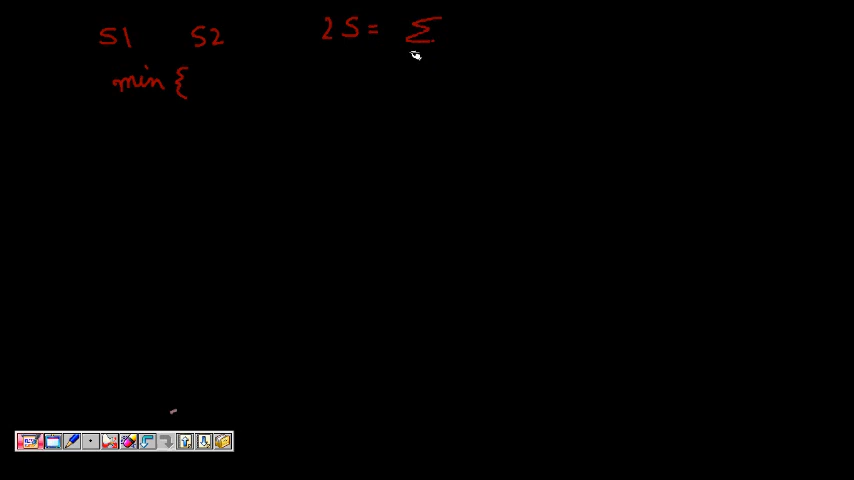 S1 S2 2S = Σ
min {